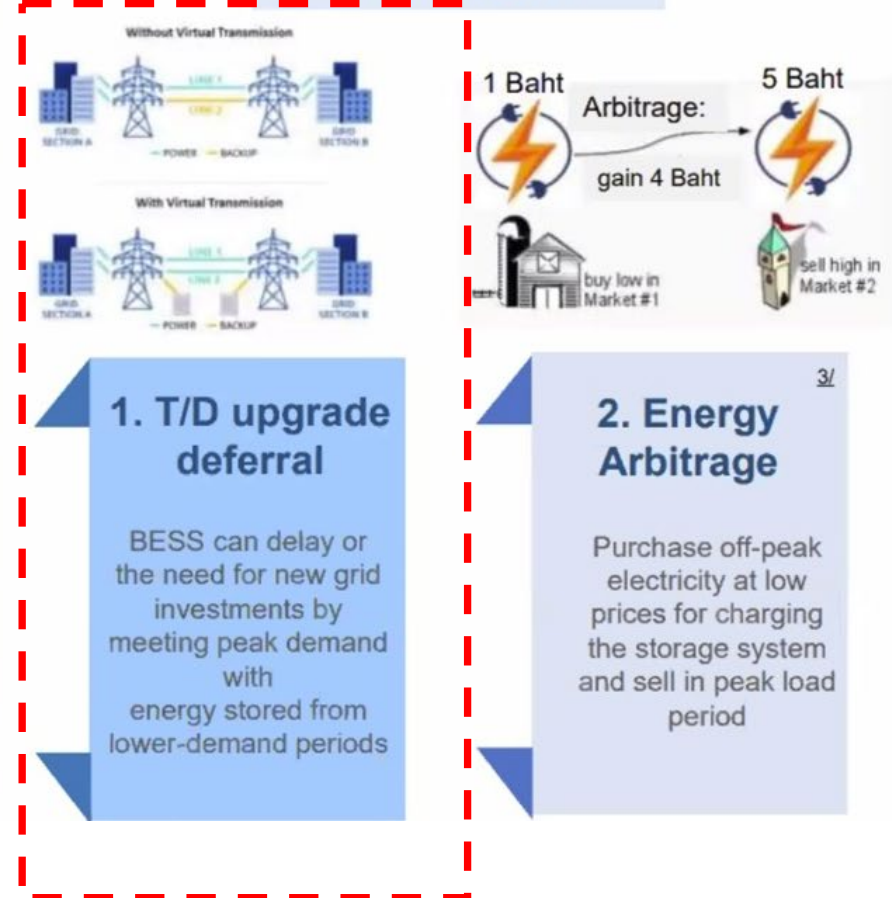 Without Virtual Transmission
LINE 1
LINE 2
GRID
SECTION A
GRID
SECTION B
POWER
BACKUP
With Virtual Transmission
LINE 1
LINE 2
GRID
SECTION A
GRID
SECTION B
POWER
BACKUP
1 Baht
5 Baht
Arbitrage:
gain 4 Baht
buy low in
Market #1
sell high in
Market #2
1. T/D upgrade
deferral
BESS can delay or
the need for new grid
investments by
meeting peak demand
with
energy stored from
lower-demand periods
3/
2. Energy
Arbitrage
Purchase off-peak
electricity at low
prices for charging
the storage system
and sell in peak load
period